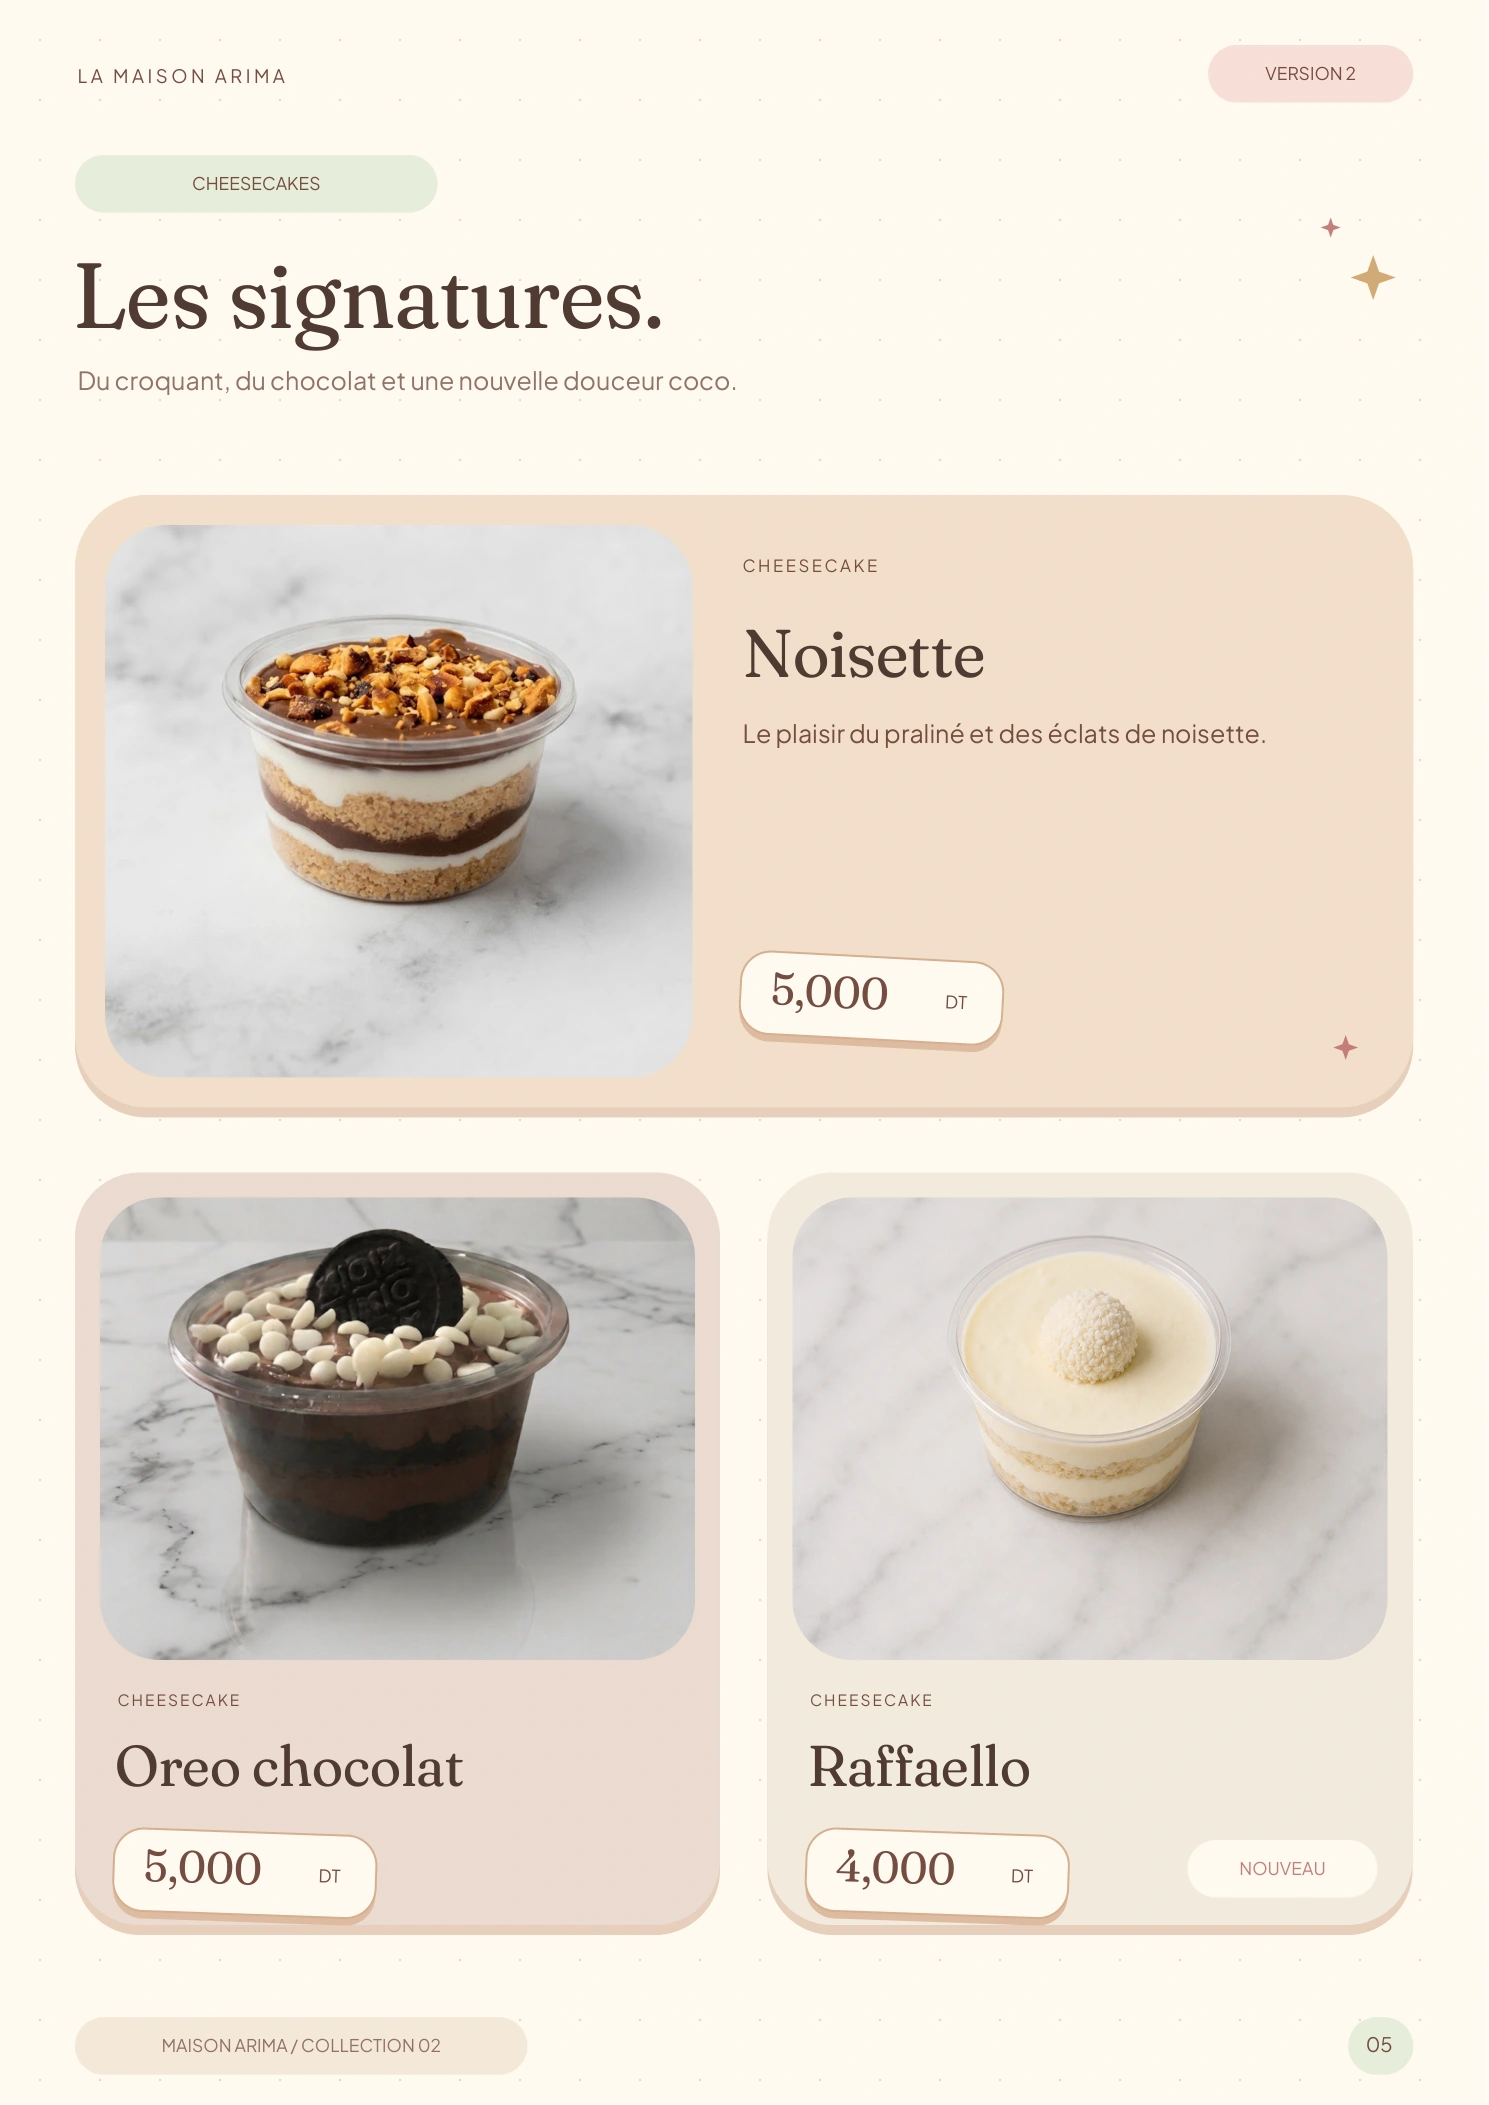 LA MAISON ARIMA
VERSION 2
CHEESECAKES
Les signatures.
Du croquant, du chocolat et une nouvelle douceur coco.
CHEESECAKE
Noisette
Le plaisir du praliné et des éclats de noisette.
5,000 DT
CHEESECAKE
Oreo chocolat
5,000 DT
CHEESECAKE
Raffaello
4,000 DT
NOUVEAU
MAISON ARIMA / COLLECTION 02
05